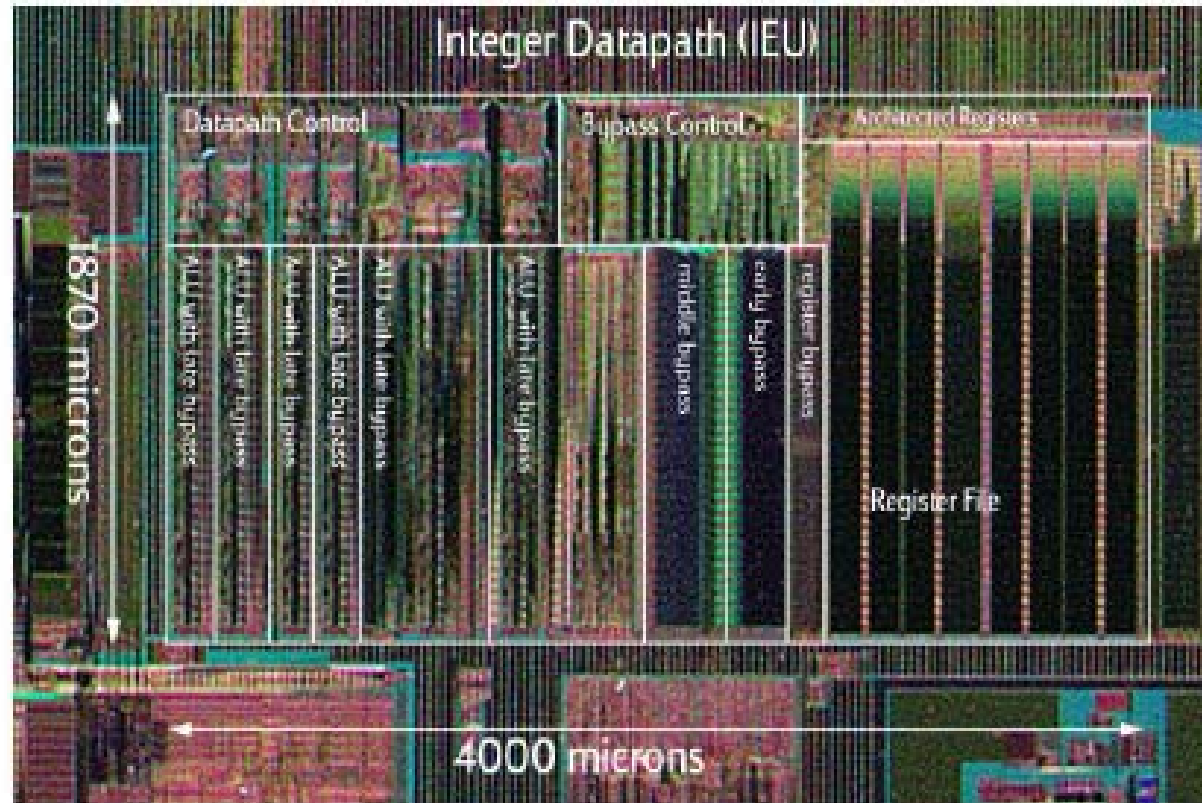 Integer Datapath (IEU)
Datapath Control
Bypass Control
Architected Registers
1870 microns
ALU with late bypass
ALU with late bypass
ALU with late bypass
ALU with late bypass
ALU with late bypass
ALU with late bypass
middle bypass
early bypass
register bypass
Register File
4000 microns